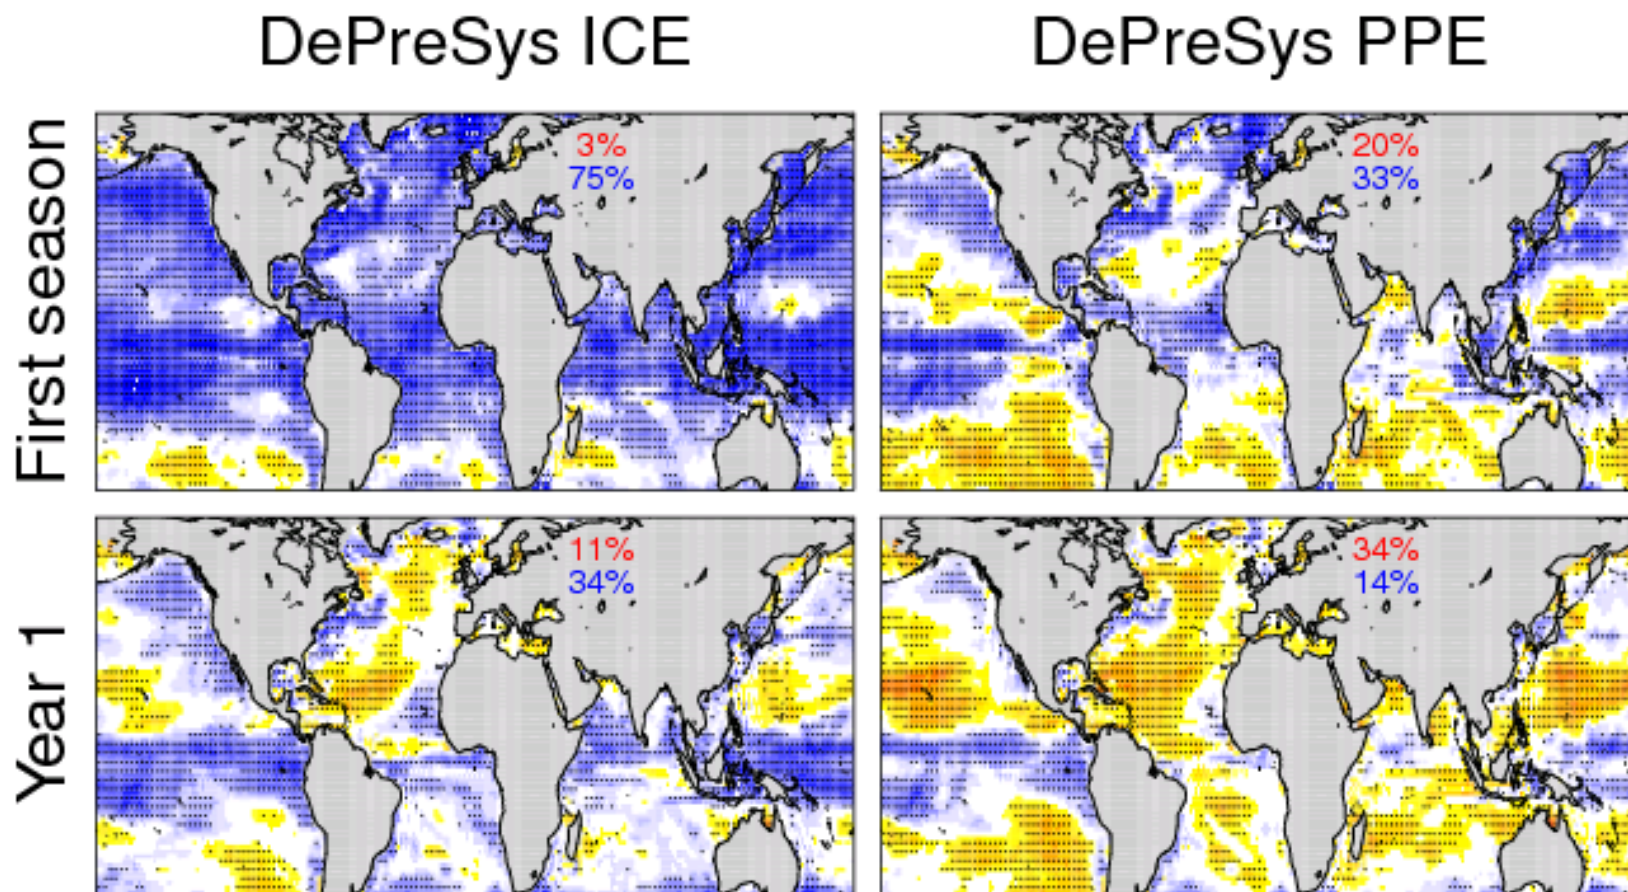 DePreSys ICE
DePreSys PPE
First season
3%
75%
20%
33%
Year 1
11%
34%
34%
14%